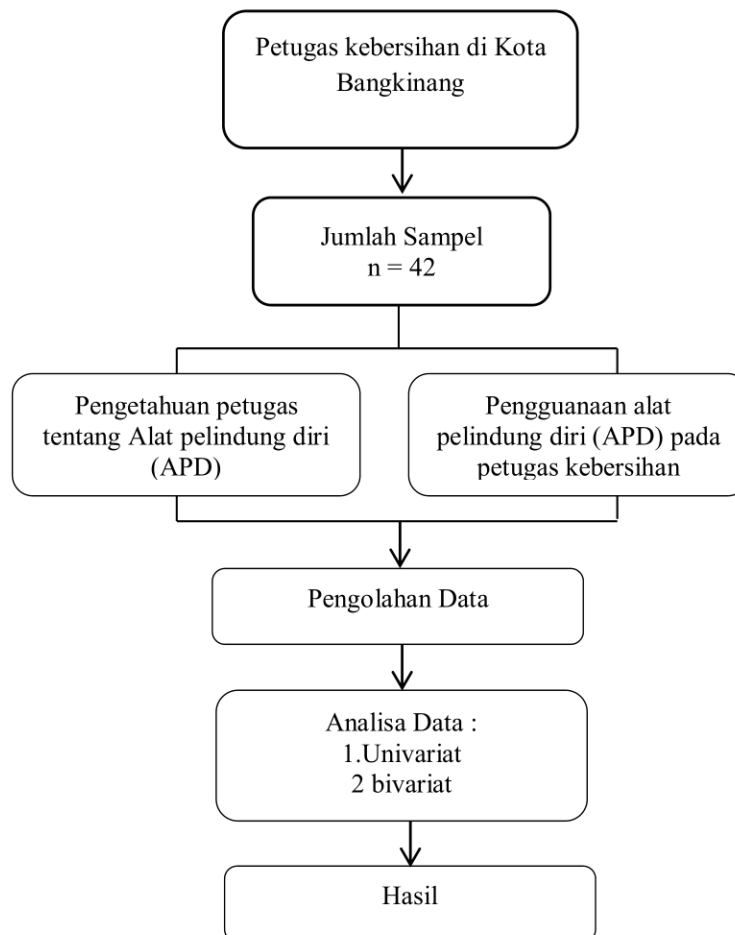 Petugas kebersihan di Kota
Bangkinang
Jumlah Sampel
n = 42
Pengetahuan petugas
tentang Alat pelindung diri
(APD)
Pengguanaan alat
pelindung diri (APD) pada
petugas kebersihan
Pengolahan Data
Analisa Data :
1.Univariat
2 bivariat
Hasil